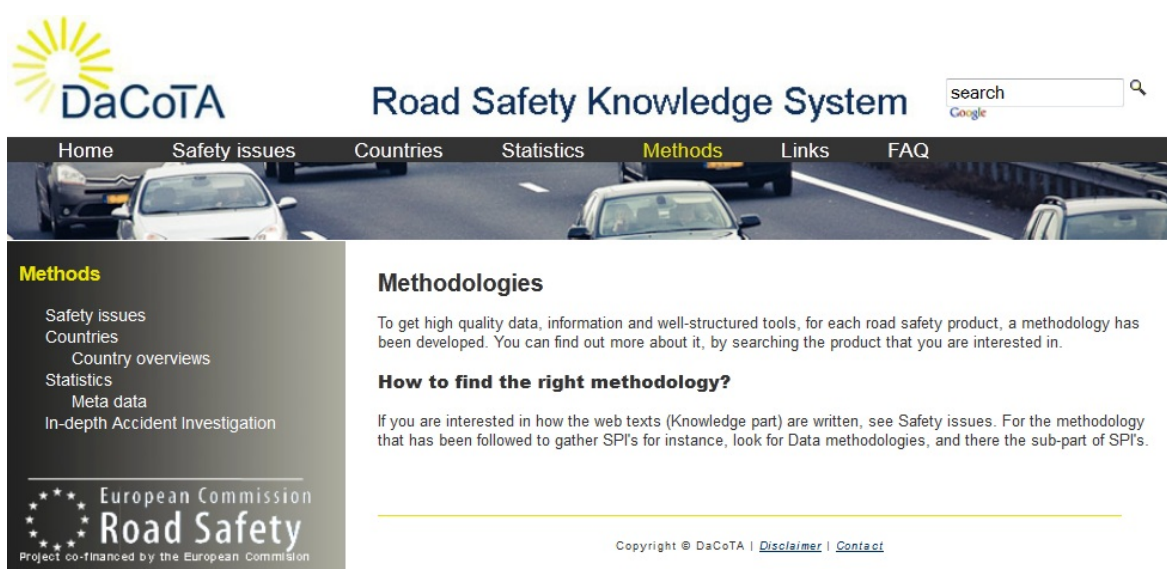 DaCoTA
Road Safety Knowledge System
search
Google
Home Safety issues Countries Statistics Methods Links FAQ
Methods
Safety issues
Countries
Country overviews
Statistics
Meta data
In-depth Accident Investigation
European Commission
Road Safety
Project co-financed by the European Commision
Methodologies
To get high quality data, information and well-structured tools, for each road safety product, a methodology has
been developed. You can find out more about it, by searching the product that you are interested in.
How to find the right methodology?
If you are interested in how the web texts (Knowledge part) are written, see Safety issues. For the methodology
that has been followed to gather SPI's for instance, look for Data methodologies, and there the sub-part of SPI's.
Copyright © DaCoTA | Disclaimer | Contact